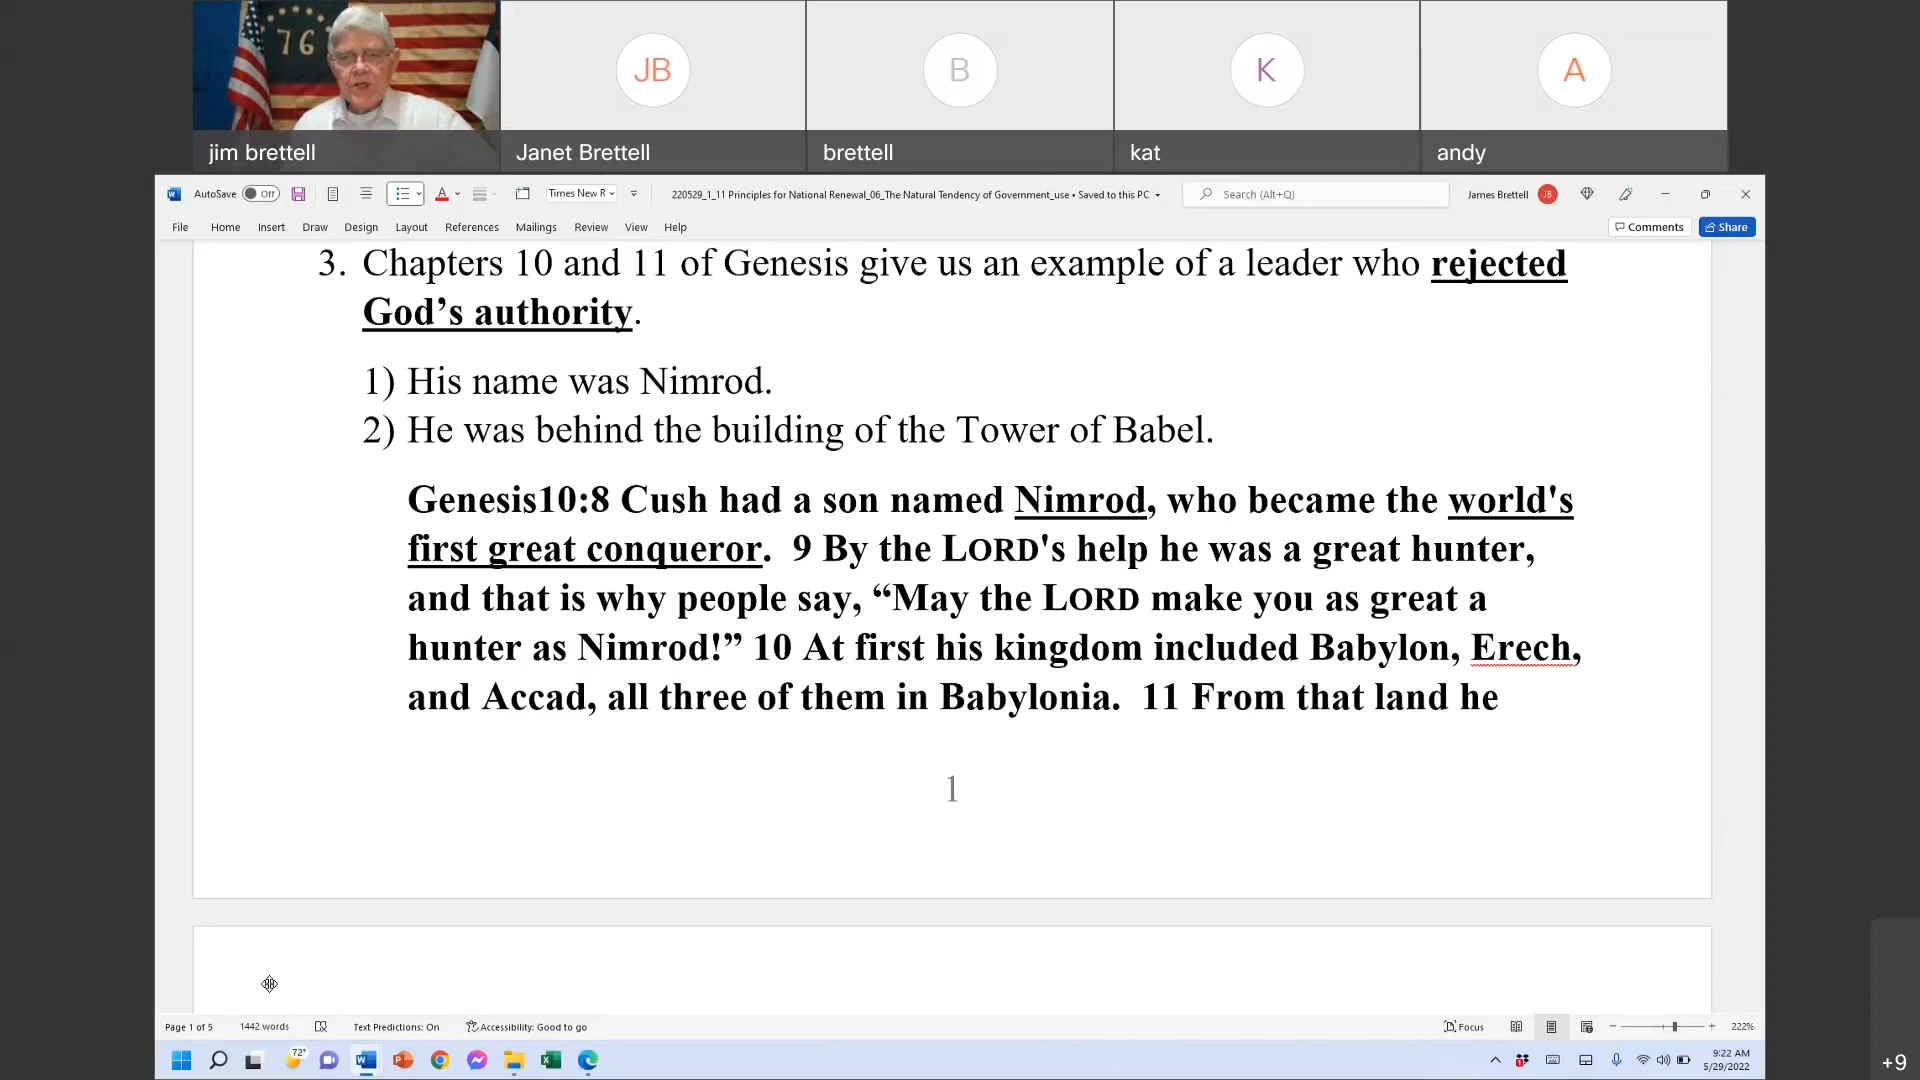 76
JB
B
K
A
jim brettell
Janet Brettell
brettell
kat
andy
AutoSave Off
Times New R
220529_1_11 Principles for National Renewal_06_The Natural Tendency of Government_use • Saved to this PC
Search (Alt+Q)
James Brettell
JB
File Home Insert Draw Design Layout References Mailings Review View Help
Comments
Share
3. Chapters 10 and 11 of Genesis give us an example of a leader who rejected
God’s authority.
1) His name was Nimrod.
2) He was behind the building of the Tower of Babel.
Genesis10:8 Cush had a son named Nimrod, who became the world's
first great conqueror. 9 By the LORD's help he was a great hunter,
and that is why people say, “May the LORD make you as great a
hunter as Nimrod!” 10 At first his kingdom included Babylon, Erech,
and Accad, all three of them in Babylonia. 11 From that land he
1
Page 1 of 5
1442 words
Text Predictions: On
Accessibility: Good to go
Focus
222%
72°
9:22 AM
5/29/2022
+9